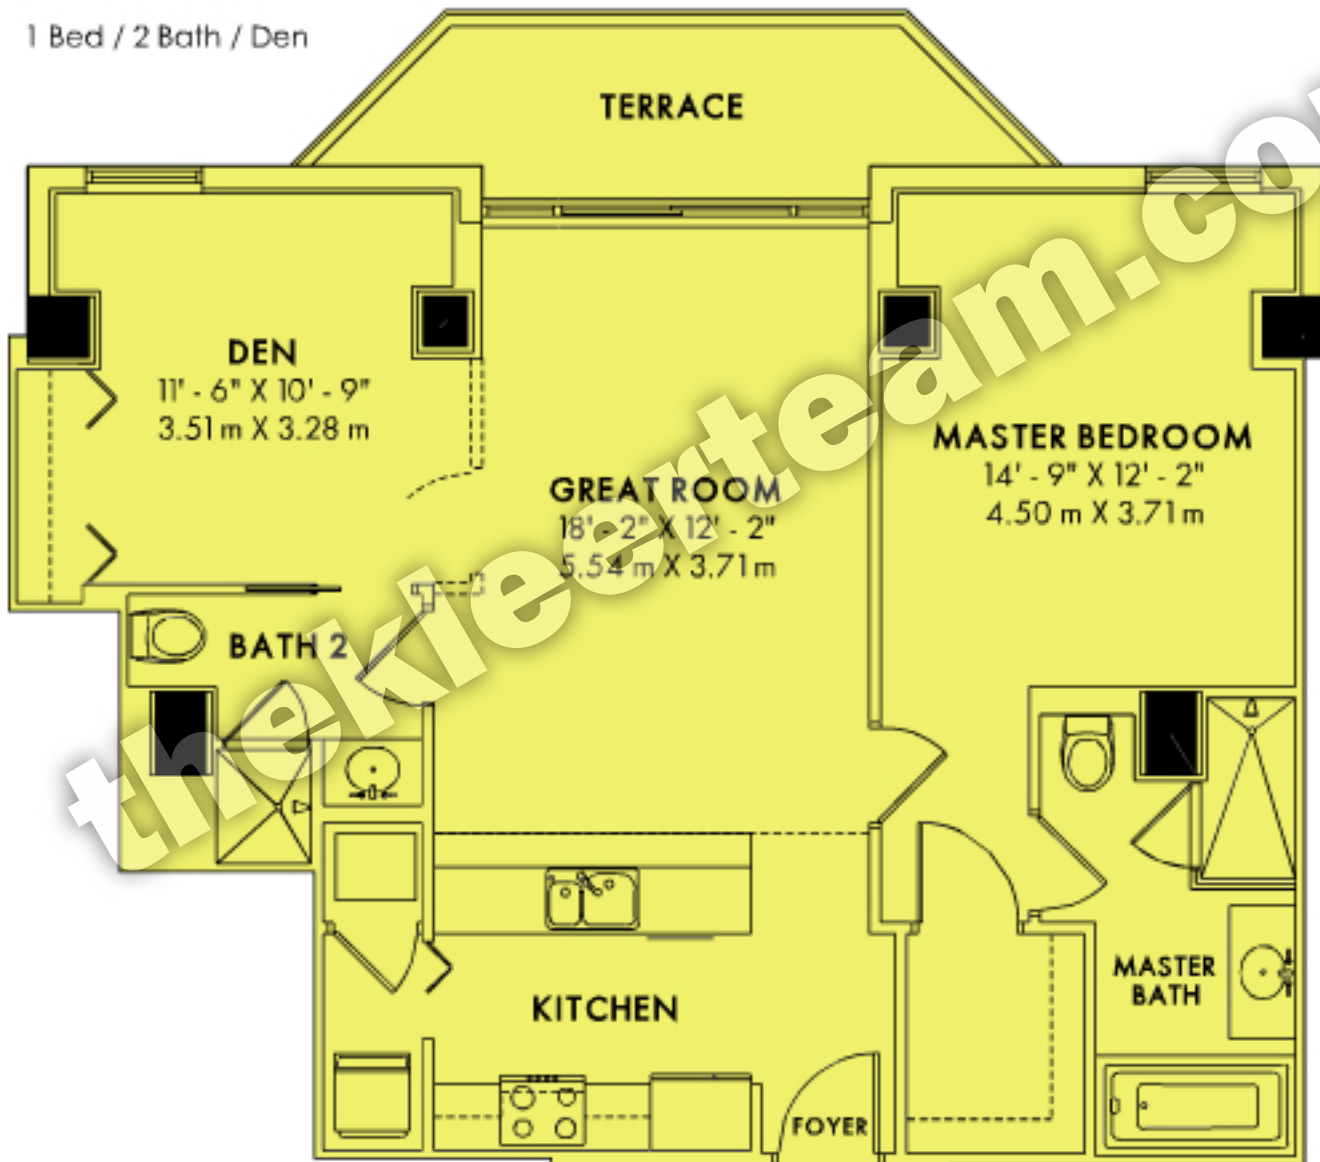 1 Bed / 2 Bath / Den
TERRACE
DEN
11' - 6" X 10' - 9"
3.51 m X 3.28 m
MASTER BEDROOM
14' - 9" X 12' - 2"
4.50 m X 3.71 m
GREAT ROOM
18' - 2" X 12' - 2"
5.54 m X 3.71 m
BATH 2
thekleerteam.co
MASTER
BATH
KITCHEN
FOYER